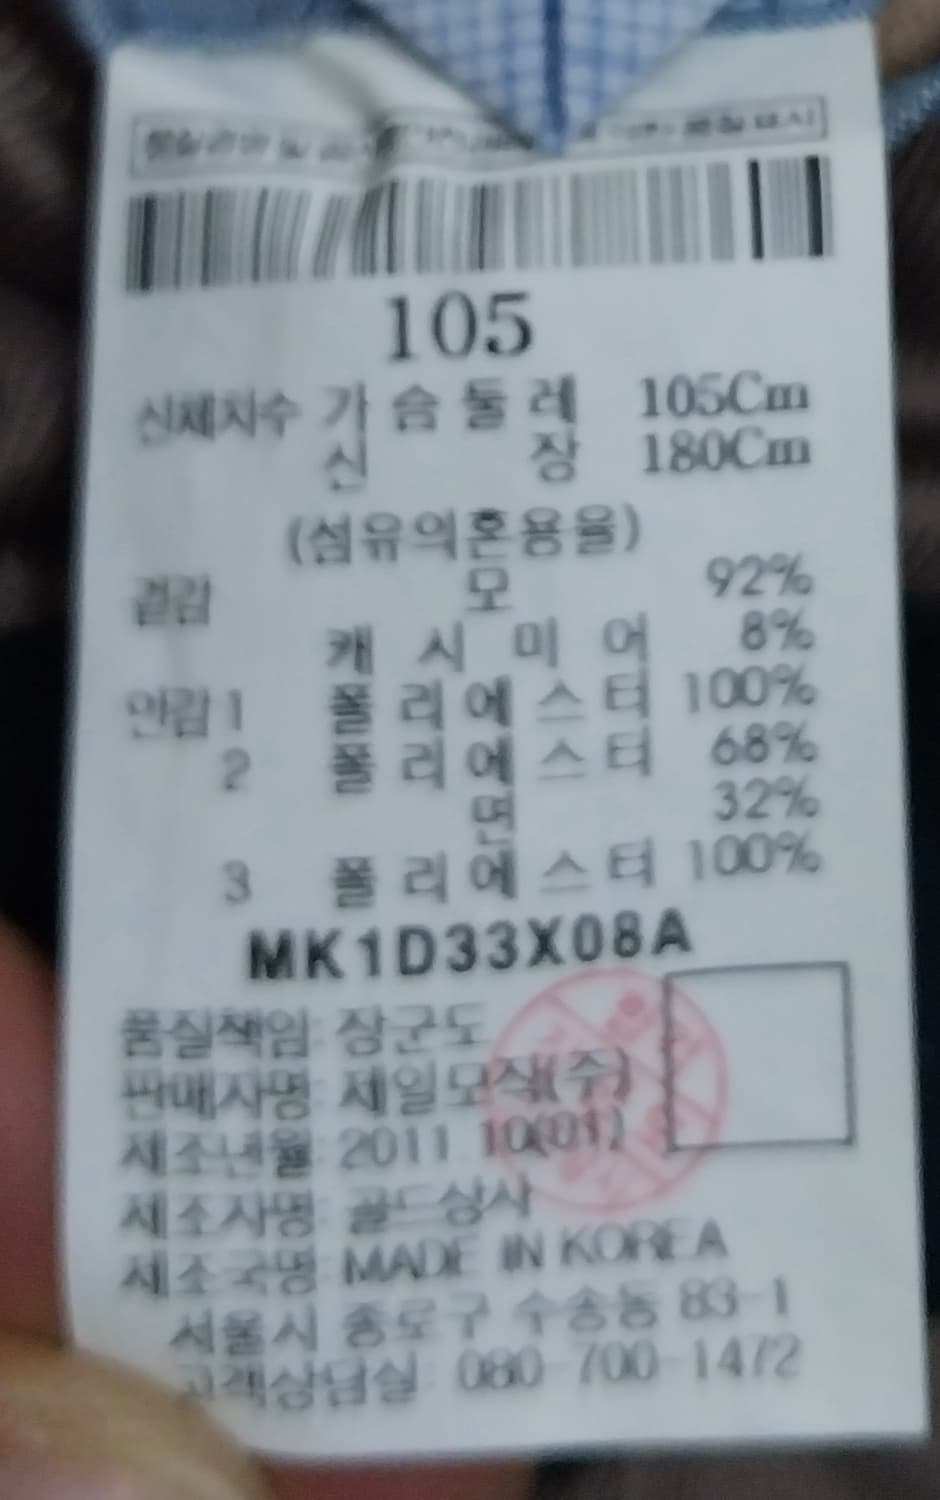 105
신체치수 가 슴 둘 레 105Cm
신 장 180Cm
(섬유의혼용율)
겉감 모 92%
캐 시 미 어 8%
안감1 폴 리 에 스 터 100%
2 폴 리 에 스 터 68%
면 32%
3 폴 리 에 스 터 100%
MK1D33X08A
품질책임: 장군도
판매자명: 제일모직(주)
제조년월: 2011 10(01)
제조자명: 골드상사
제조국명: MADE IN KOREA
서울시 종로구 수송동 83-1
고객상담실: 080-700-1472